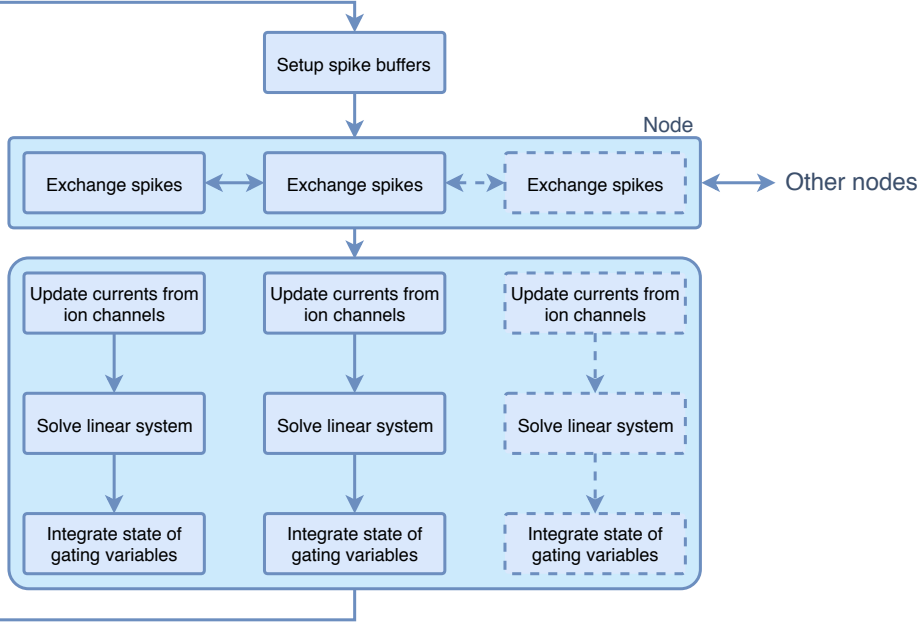 Setup spike buffers
Node
Exchange spikes
Exchange spikes
Exchange spikes
Other nodes
Update currents from
ion channels
Update currents from
ion channels
Update currents from
ion channels
Solve linear system
Solve linear system
Solve linear system
Integrate state of
gating variables
Integrate state of
gating variables
Integrate state of
gating variables